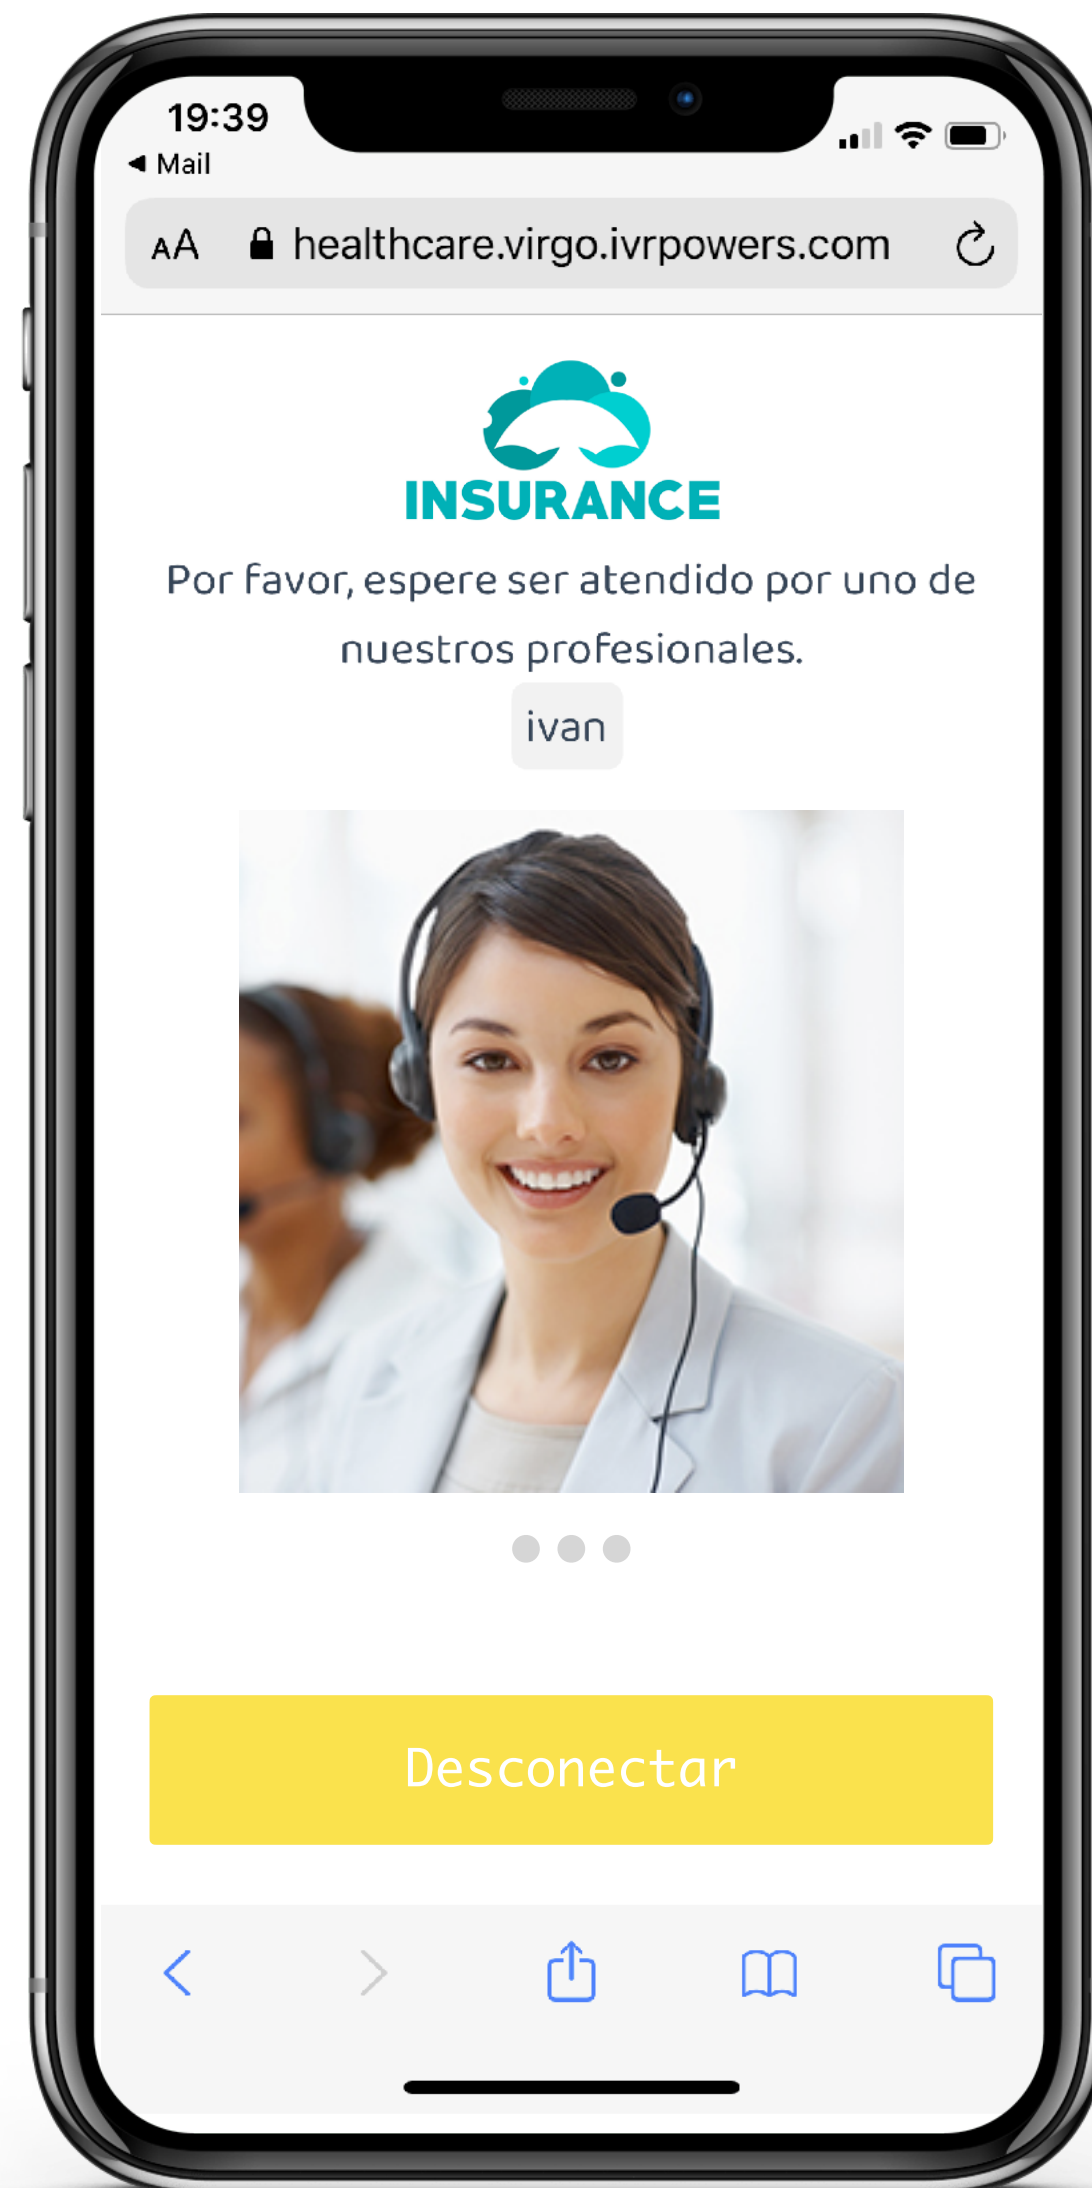 19:39
Mail
AA healthcare.virgo.ivrpowers.com
INSURANCE
Por favor, espere ser atendido por uno de
nuestros profesionales.
ivan
Desconectar